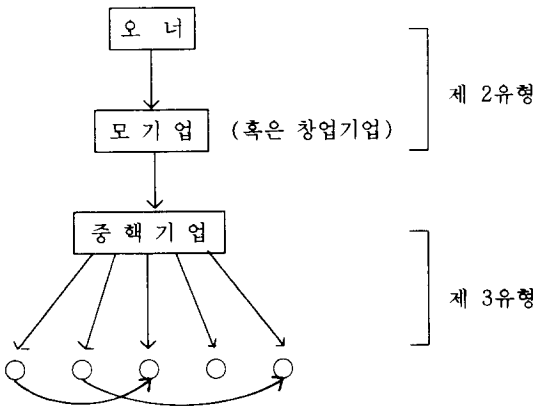 오 너
제 2유형
모 기 업 (혹은 창업기업)
중 핵 기 업
제 3유형